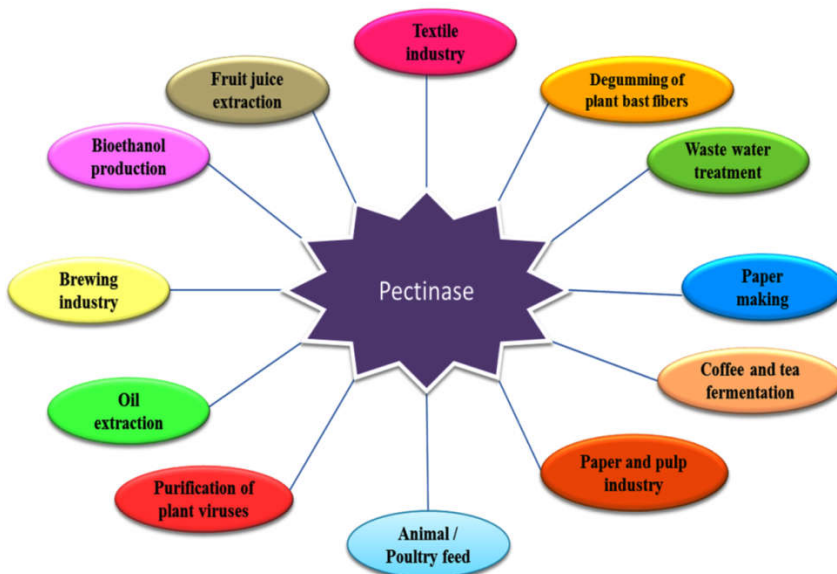 Textile
industry
Fruit juice
extraction
Degumming of
plant bast fibers
Bioethanol
production
Waste water
treatment
Brewing
industry
Pectinase
Paper
making
Coffee and tea
fermentation
Oil
extraction
Paper and pulp
industry
Purification of
plant viruses
Animal /
Poultry feed